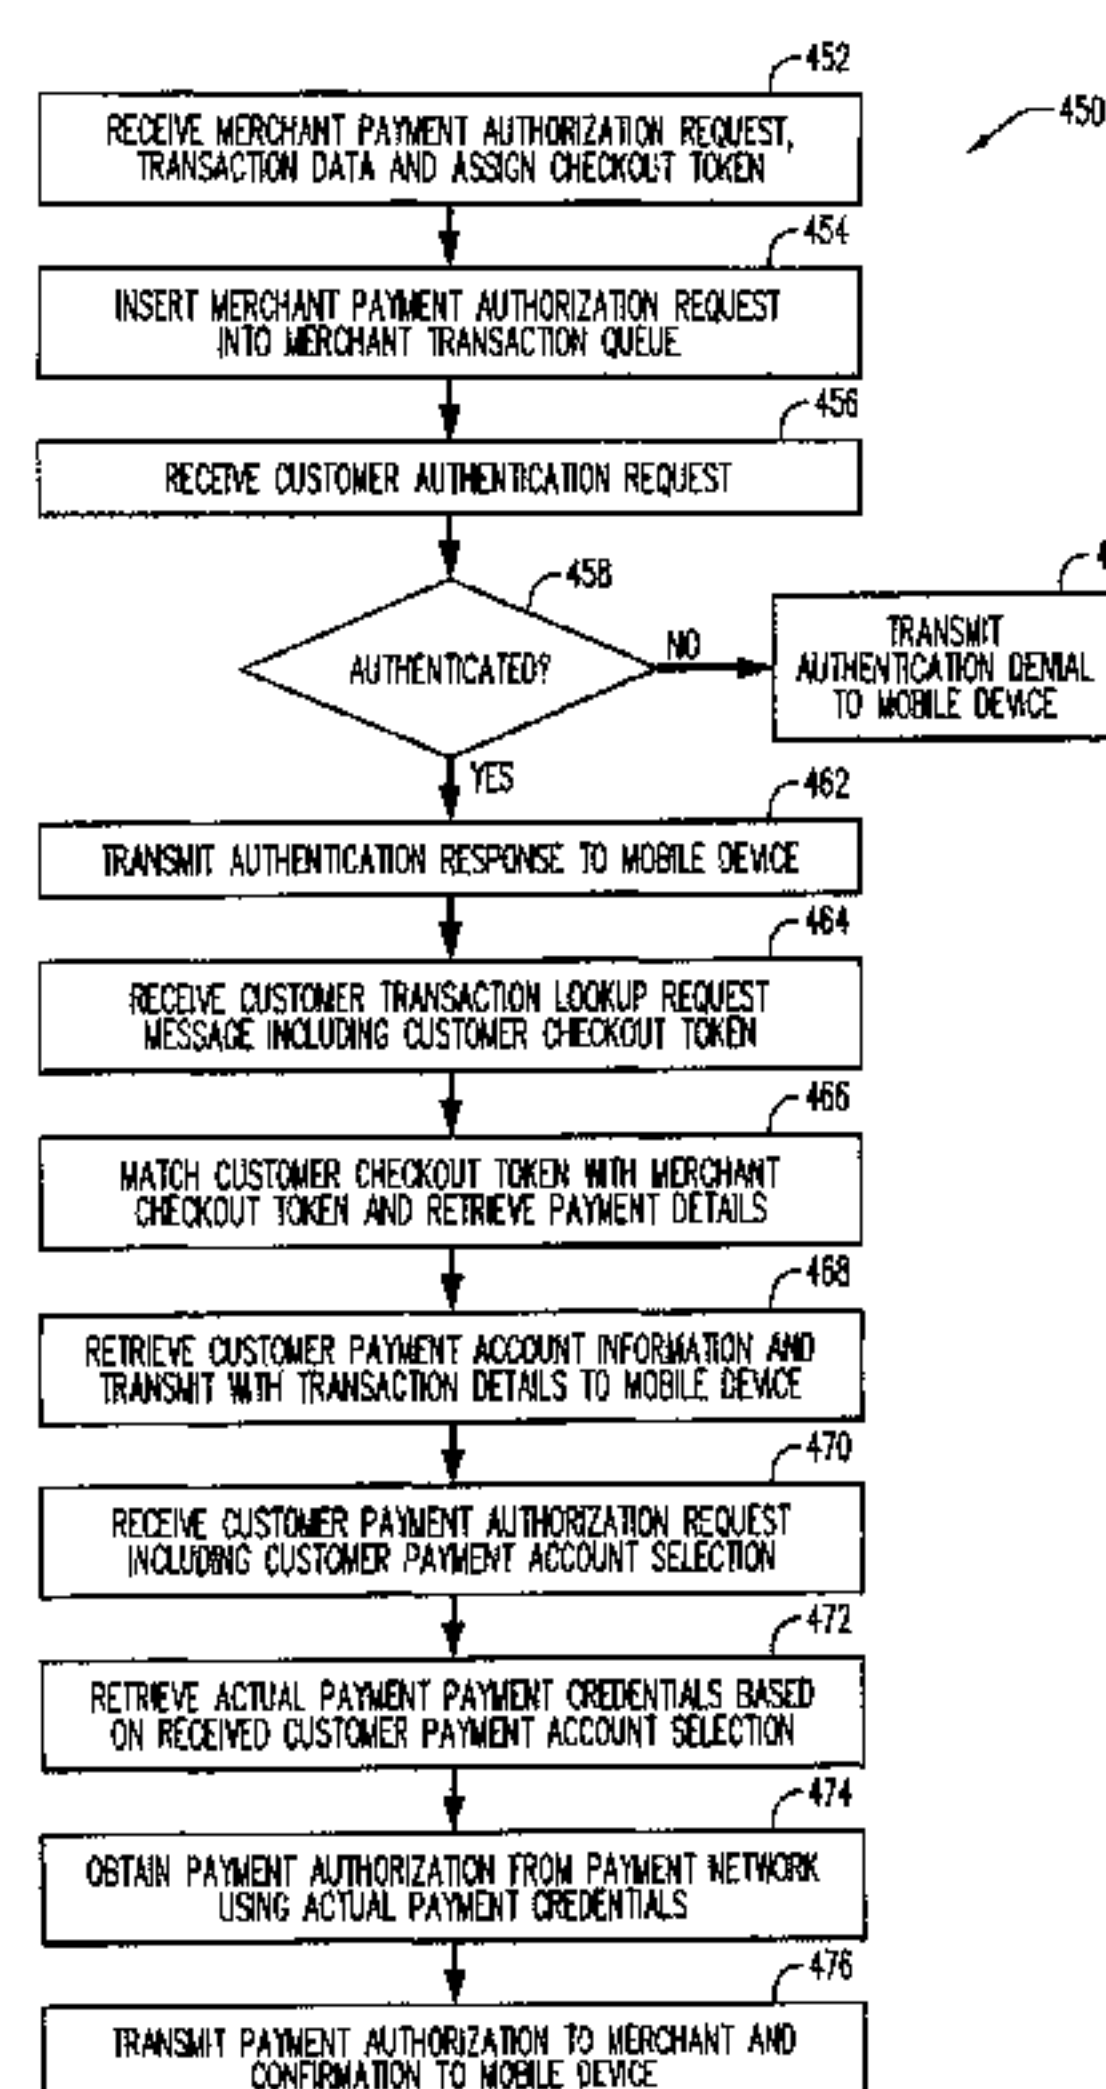 452
450
RECEIVE MERCHANT PAYMENT AUTHORIZATION REQUEST,
TRANSACTION DATA AND ASSIGN CHECKOUT TOKEN
454
INSERT MERCHANT PAYMENT AUTHORIZATION REQUEST
INTO MERCHANT TRANSACTION QUEUE
456
RECEIVE CUSTOMER AUTHENTICATION REQUEST
458
AUTHENTICATED?
NO
TRANSMIT
AUTHENTICATION DENIAL
TO MOBILE DEVICE
YES
462
TRANSMIT AUTHENTICATION RESPONSE TO MOBILE DEVICE
464
RECEIVE CUSTOMER TRANSACTION LOOKUP REQUEST
MESSAGE INCLUDING CUSTOMER CHECKOUT TOKEN
466
MATCH CUSTOMER CHECKOUT TOKEN WITH MERCHANT
CHECKOUT TOKEN AND RETRIEVE PAYMENT DETAILS
468
RETRIEVE CUSTOMER PAYMENT ACCOUNT INFORMATION AND
TRANSMIT WITH TRANSACTION DETAILS TO MOBILE DEVICE
470
RECEIVE CUSTOMER PAYMENT AUTHORIZATION REQUEST
INCLUDING CUSTOMER PAYMENT ACCOUNT SELECTION
472
RETRIEVE ACTUAL PAYMENT PAYMENT CREDENTIALS BASED
ON RECEIVED CUSTOMER PAYMENT ACCOUNT SELECTION
474
OBTAIN PAYMENT AUTHORIZATION FROM PAYMENT NETWORK
USING ACTUAL PAYMENT CREDENTIALS
476
TRANSMIT PAYMENT AUTHORIZATION TO MERCHANT AND
CONFIRMATION TO MOBILE DEVICE